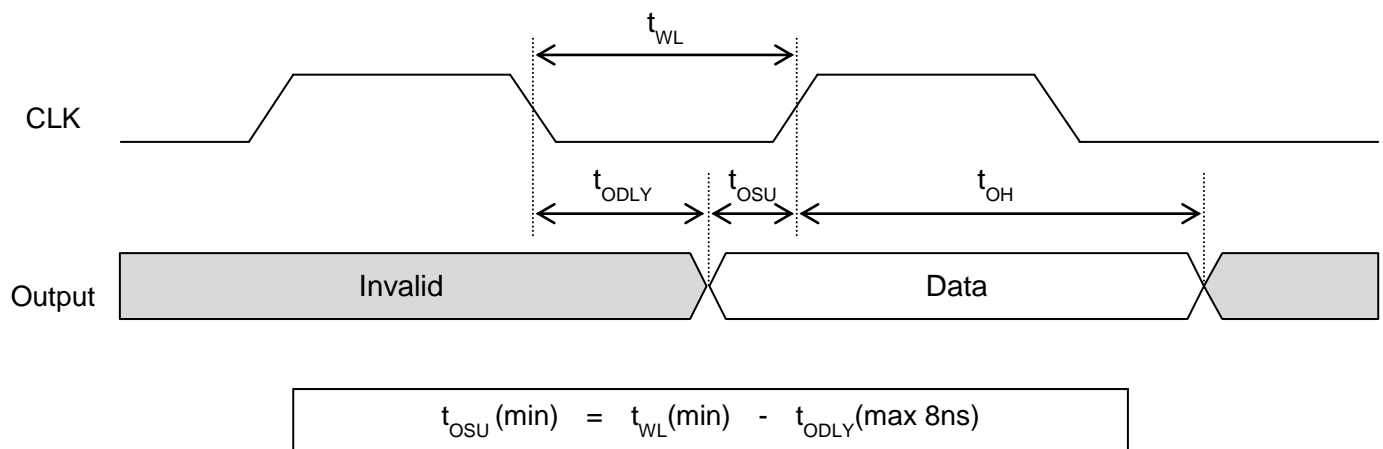 tWL
CLK
tODLY tOSU tOH
Output Invalid Data
tOSU (min) = tWL(min) - tODLY(max 8ns)